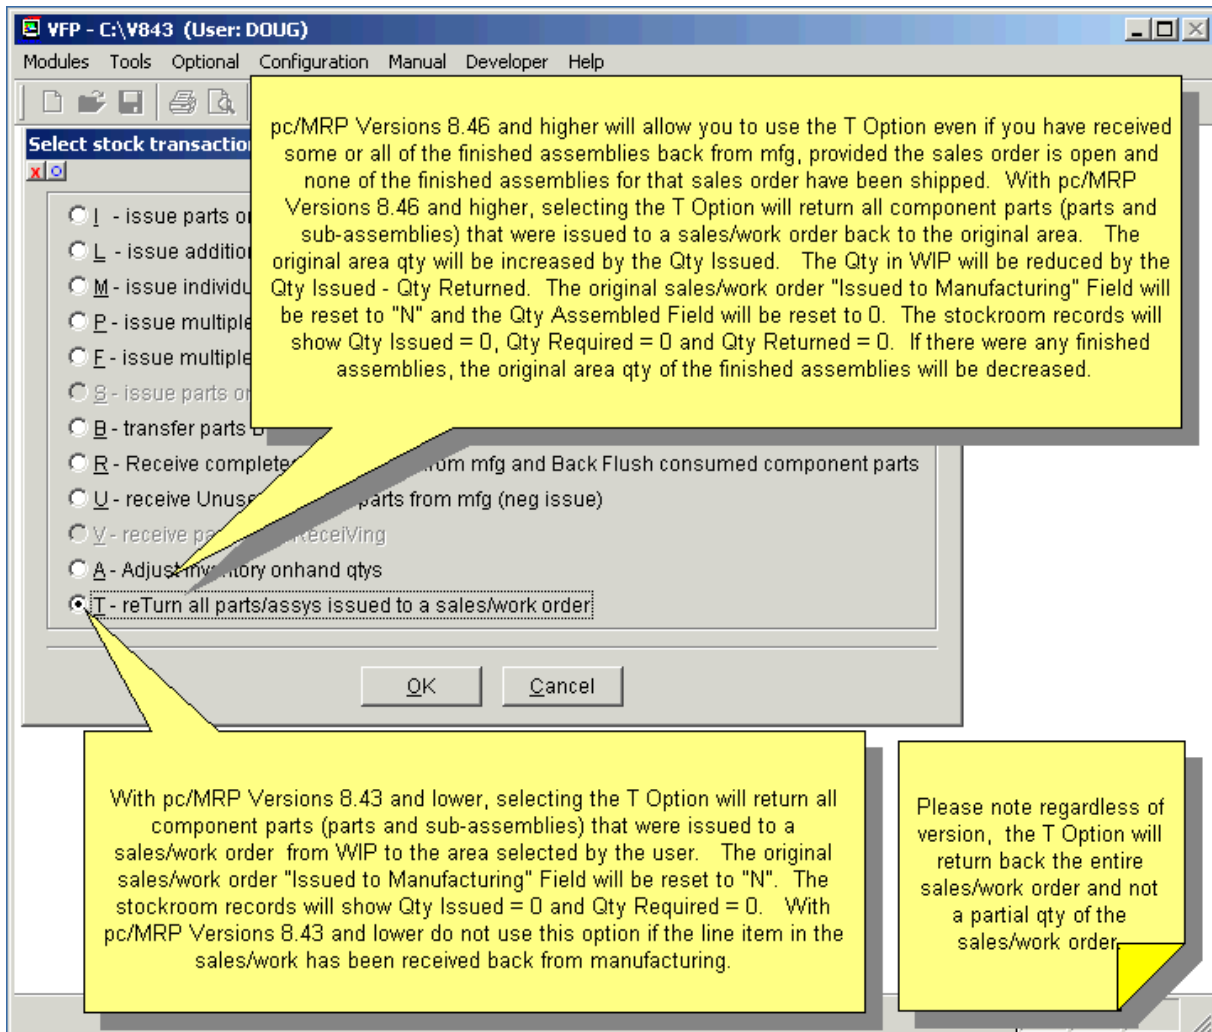 VFP - C:\V843 (User: DOUG)
Modules Tools Optional Configuration Manual Developer Help
Select stock transaction
I - issue parts
L - issue
M - issue
P - issue multiple
F - issue multiple
S - issue parts
B - transfer parts
R - Receive from mfg and Back Flush consumed component parts
U - receive from mfg (neg issue)
V - receive ReceiVing
A - Adjust inventory onhand qtys
T - reTurn all parts/assys issued to a sales/work order
OK Cancel
pc/MRP Versions 8.46 and higher will allow you to use the T Option even if you have received
some or all of the finished assemblies back from mfg, provided the sales order is open and
none of the finished assemblies for that sales order have been shipped. With pc/MRP
Versions 8.46 and higher, selecting the T Option will return all component parts (parts and
sub-assemblies) that were issued to a sales/work order back to the original area. The
original area qty will be increased by the Qty Issued. The Qty in WIP will be reduced by the
Qty Issued - Qty Returned. The original sales/work order "Issued to Manufacturing" Field will
be reset to "N" and the Qty Assembled Field will be reset to 0. The stockroom records will
show Qty Issued = 0, Qty Required = 0 and Qty Returned = 0. If there were any finished
assemblies, the original area qty of the finished assemblies will be decreased.
With pc/MRP Versions 8.43 and lower, selecting the T Option will return all
component parts (parts and sub-assemblies) that were issued to a
sales/work order from WIP to the area selected by the user. The original
sales/work order "Issued to Manufacturing" Field will be reset to "N". The
stockroom records will show Qty Issued = 0 and Qty Required = 0. With
pc/MRP Versions 8.43 and lower do not use this option if the line item in the
sales/work has been received back from manufacturing.
Please note regardless of
version, the T Option will
return back the entire
sales/work order and not
a partial qty of the
sales/work order.